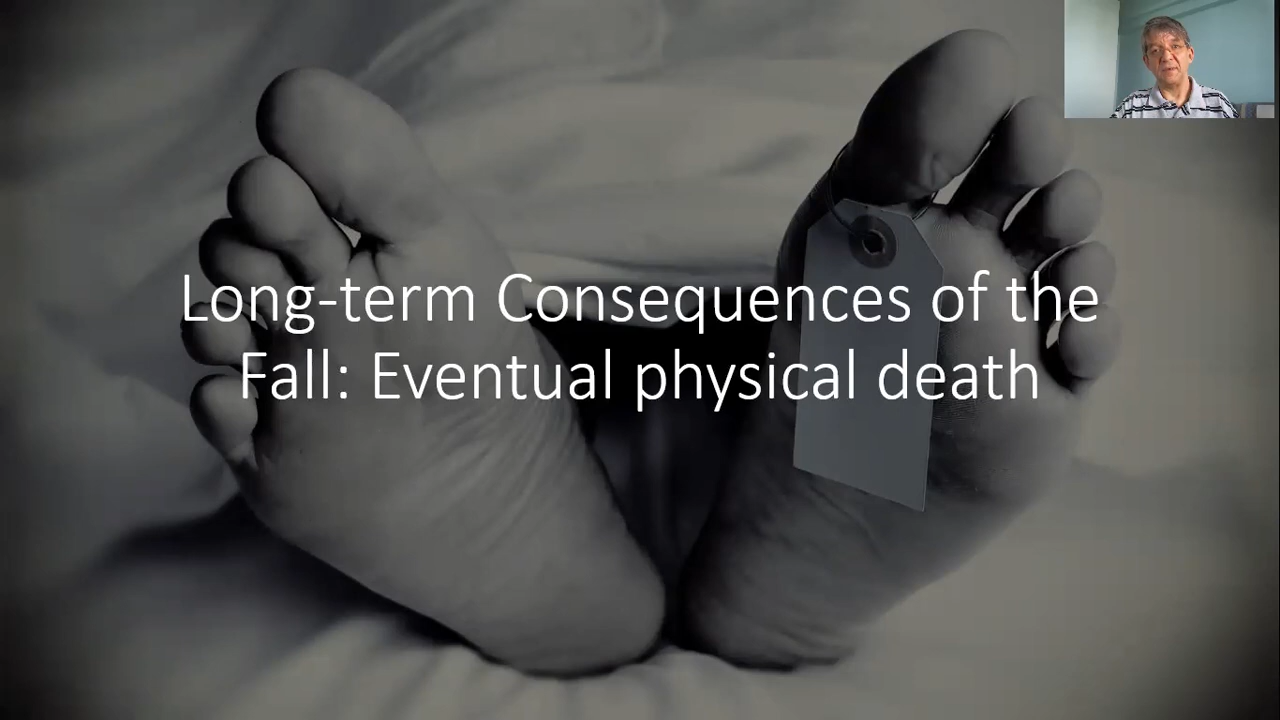 Long-term Consequences of the
Fall: Eventual physical death